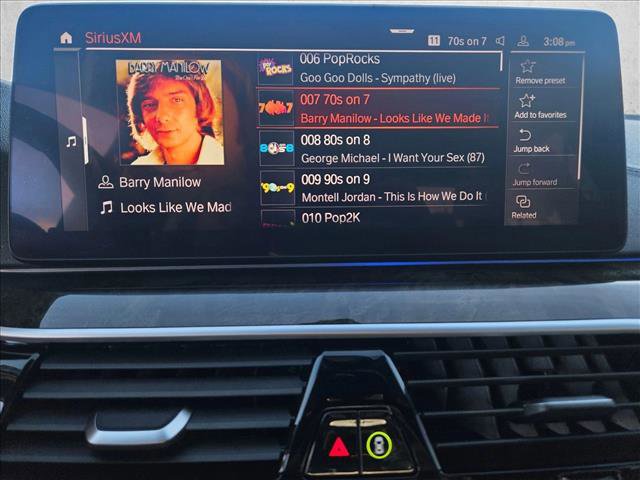 SiriusXM
11 70s on 7
3:08 pm
BARRY MANILOW
Barry Manilow
Looks Like We Mad
006 PopRocks
Goo Goo Dolls - Sympathy (live)
007 70s on 7
Barry Manilow - Looks Like We Made I
008 80s on 8
George Michael - I Want Your Sex (87)
009 90s on 9
Montell Jordan - This Is How We Do It
010 Pop2K
Remove preset
Add to favorites
Jump back
Jump forward
Related